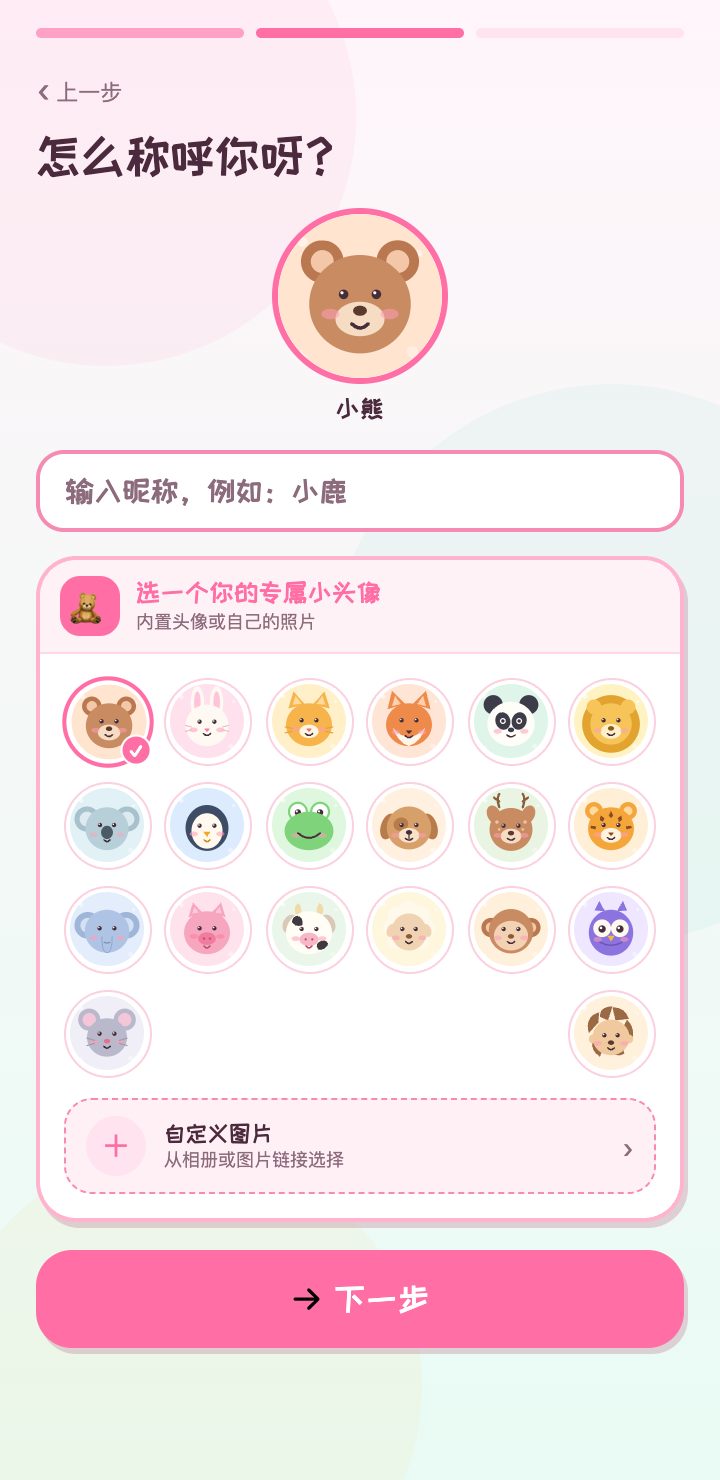 上一步
怎么称呼你呀？
小熊
输入昵称，例如：小鹿
选一个你的专属小头像
内置头像或自己的照片
自定义图片
从相册或图片链接选择
下一步